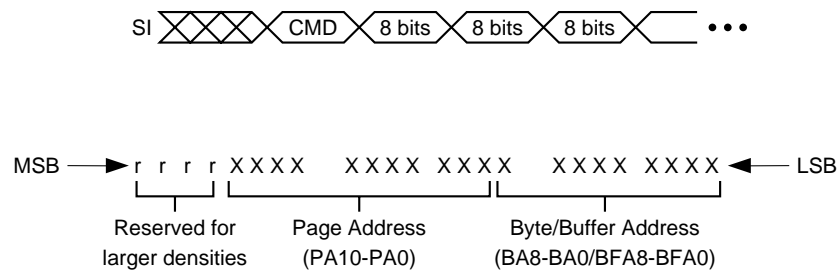 SI CMD 8 bits 8 bits 8 bits •••
MSB r r r r X X X X X X X X X X X X X X X X X X X X LSB
Reserved for larger densities
Page Address (PA10-PA0)
Byte/Buffer Address (BA8-BA0/BFA8-BFA0)